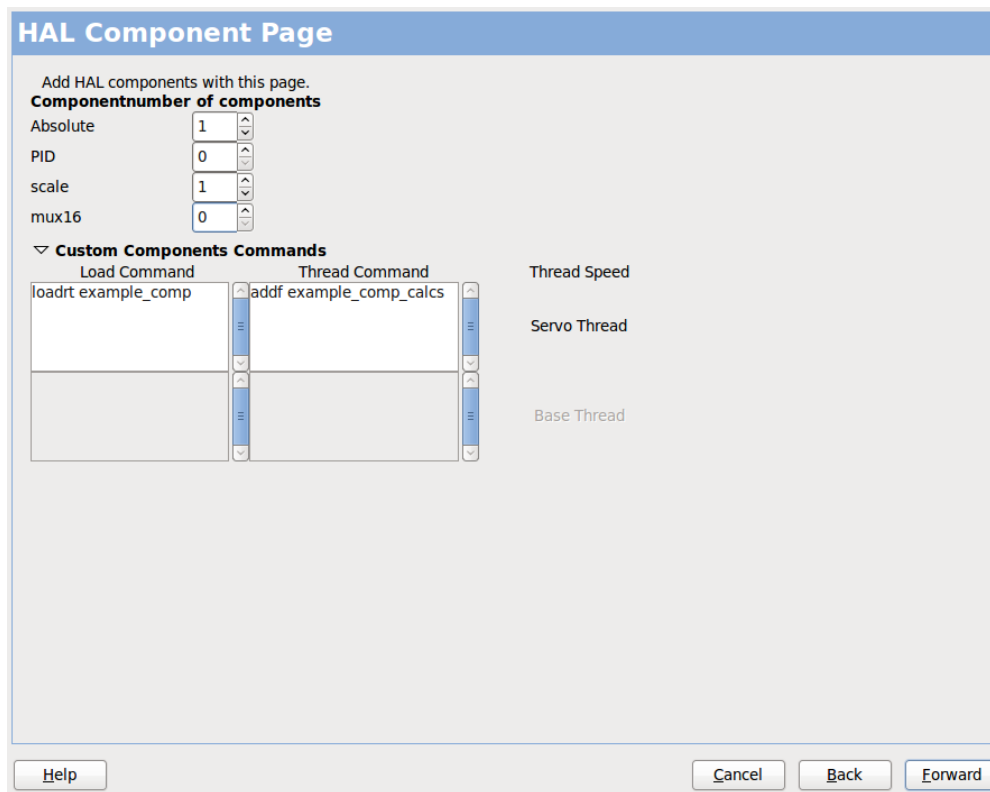 HAL Component Page
Add HAL components with this page.
Componentnumber of components
Absolute 1
PID 0
scale 1
mux16 0
Custom Components Commands
Load Command Thread Command Thread Speed
loadrt example_comp addf example_comp_calcs
Servo Thread
Base Thread
Help Cancel Back Forward